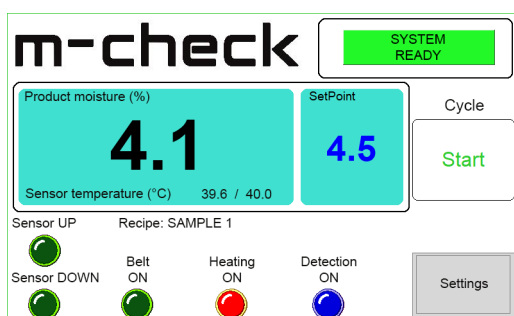 m-check
SYSTEM
READY
Product moisture (%)
4.1
Sensor temperature (°C) 39.6 / 40.0
SetPoint
4.5
Cycle
Start
Sensor UP
Recipe: SAMPLE 1
Sensor DOWN
Belt
ON
Heating
ON
Detection
ON
Settings